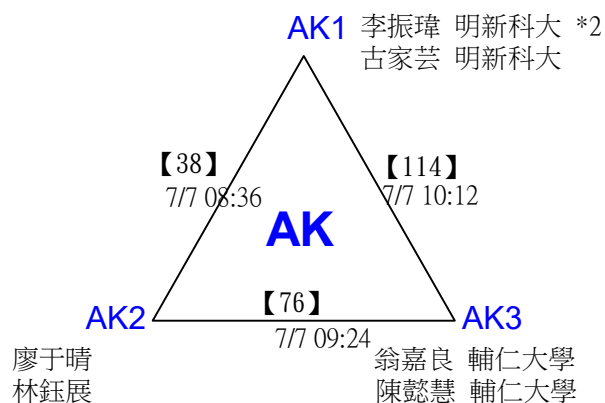 AK1 李振瑋 明新科大 *2
古家芸 明新科大
【38】
7/7 08:36
【114】
7/7 10:12
AK
【76】
7/7 09:24
AK2
AK3
廖于晴
林鈺展
翁嘉良 輔仁大學
陳懿慧 輔仁大學